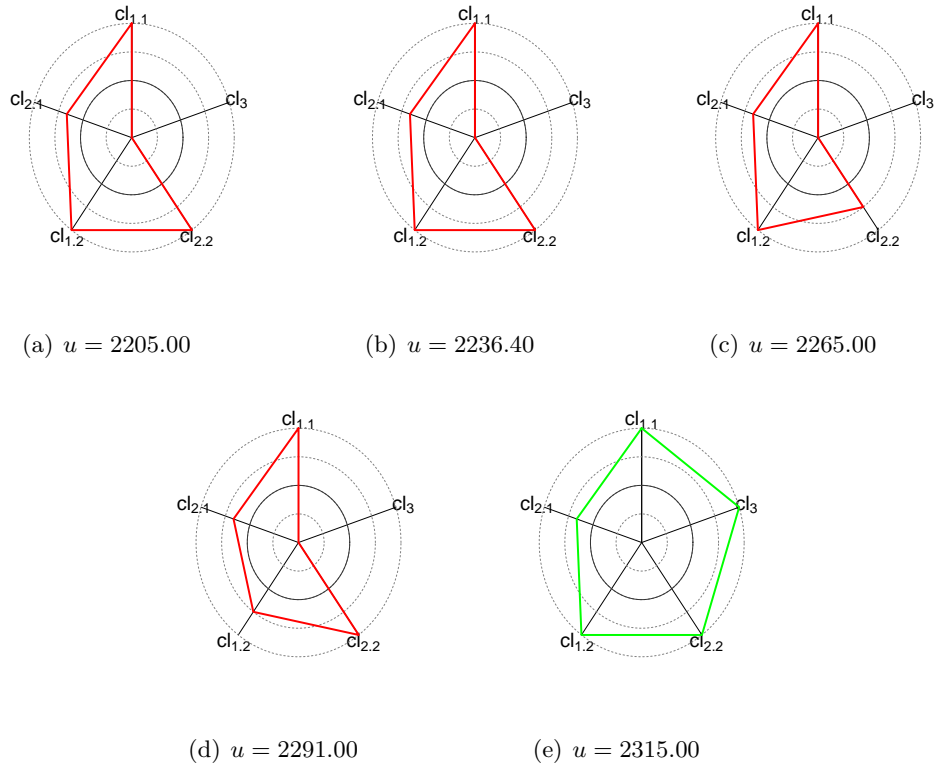 cl1.1 cl1.1 cl1.1
cl2.1 cl3 cl2.1 cl3 cl2.1 cl3
cl1.2 cl2.2 cl1.2 cl2.2 cl1.2 cl2.2
(a) u = 2205.00 (b) u = 2236.40 (c) u = 2265.00
cl1.1 cl1.1
cl2.1 cl3 cl2.1 cl3
cl1.2 cl2.2 cl1.2 cl2.2
(d) u = 2291.00 (e) u = 2315.00